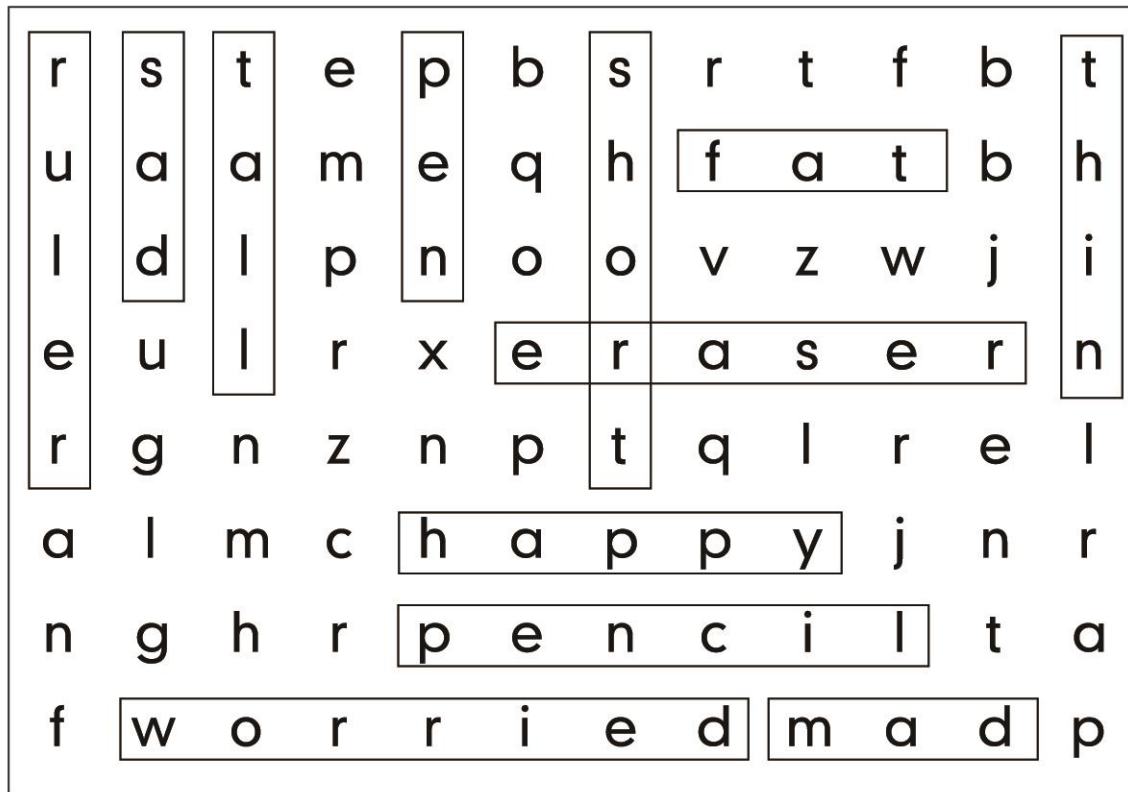 r s t e p b s r t f b t
u a a m e q h f a t b h
l d l p n o o v z w j i
e u l r x e r a s e r n
r g n z n p t q l r e l
a l m c h a p p y j n r
n g h r p e n c i l t a
f w o r r i e d m a d p